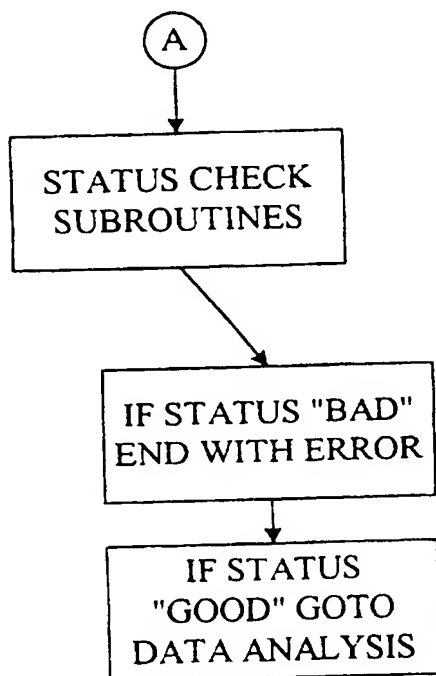 A
STATUS CHECK
SUBROUTINES
IF STATUS "BAD"
END WITH ERROR
IF STATUS
"GOOD" GOTO
DATA ANALYSIS